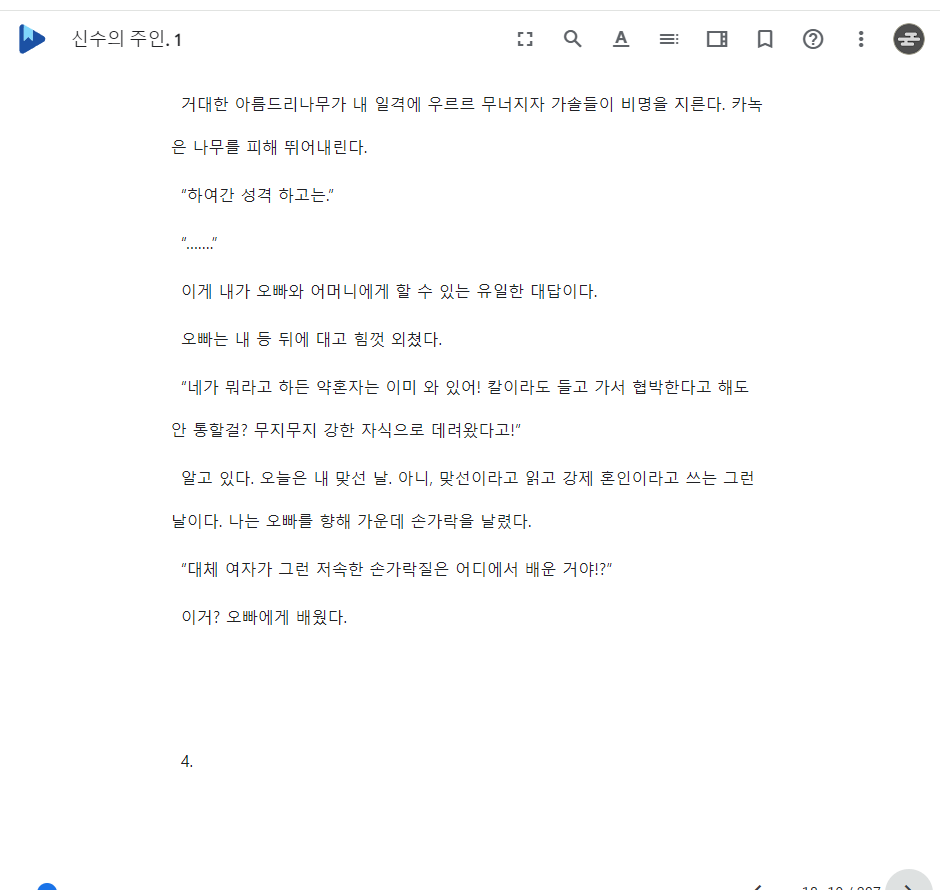 신수의 주인. 1
거대한 아름드리나무가 내 일격에 우르르 무너지자 가솔들이 비명을 지른다. 카녹
은 나무를 피해 뛰어내린다.
"하여간 성격 하고는."
"……."
이게 내가 오빠와 어머니에게 할 수 있는 유일한 대답이다.
오빠는 내 등 뒤에 대고 힘껏 외쳤다.
"네가 뭐라고 하든 약혼자는 이미 와 있어! 칼이라도 들고 가서 협박한다고 해도
안 통할걸? 무지무지 강한 자식으로 데려왔다고!"
알고 있다. 오늘은 내 맞선 날. 아니, 맞선이라고 읽고 강제 혼인이라고 쓰는 그런
날이다. 나는 오빠를 향해 가운데 손가락을 날렸다.
"대체 여자가 그런 저속한 손가락질은 어디에서 배운 거야!?"
이거? 오빠에게 배웠다.
4.